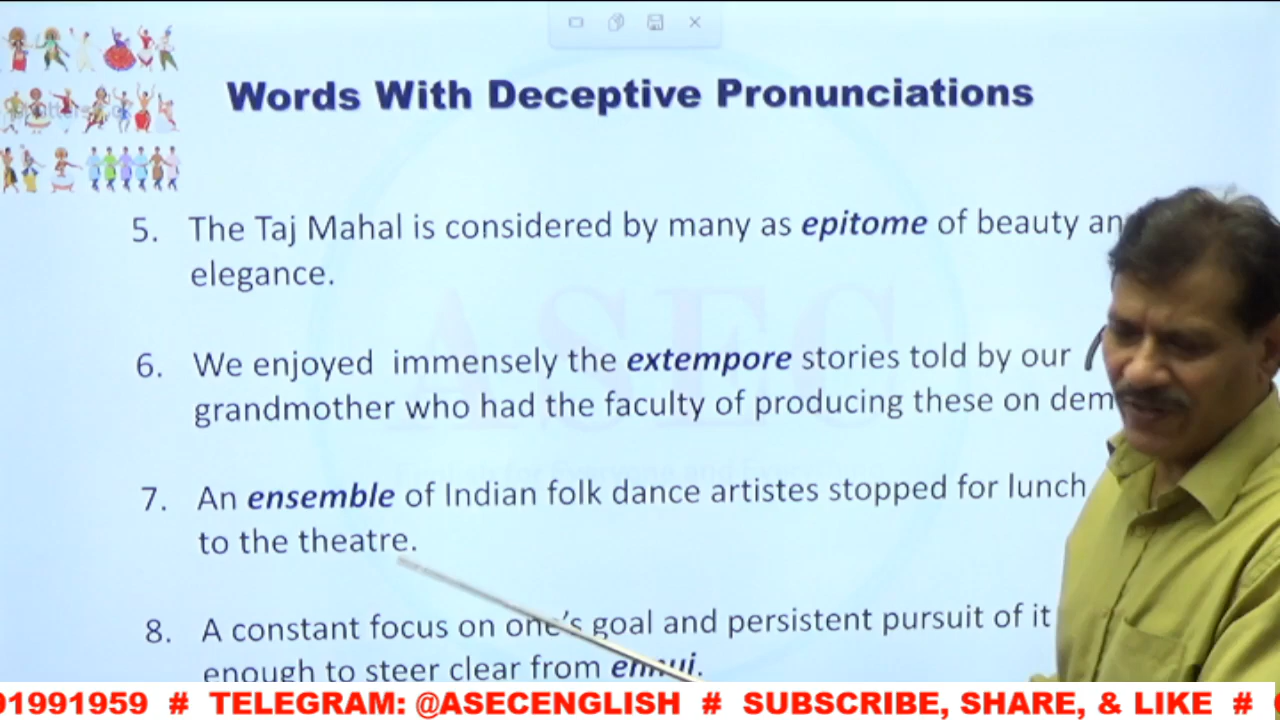 Words With Deceptive Pronunciations
5. The Taj Mahal is considered by many as epitome of beauty an
elegance.
6. We enjoyed immensely the extempore stories told by our
grandmother who had the faculty of producing these on dem
7. An ensemble of Indian folk dance artistes stopped for lunch
to the theatre.
8. A constant focus on one's goal and persistent pursuit of it
enough to steer clear from ennui.
ASEC
01991959 # TELEGRAM: @ASECENGLISH # SUBSCRIBE, SHARE, & LIKE #